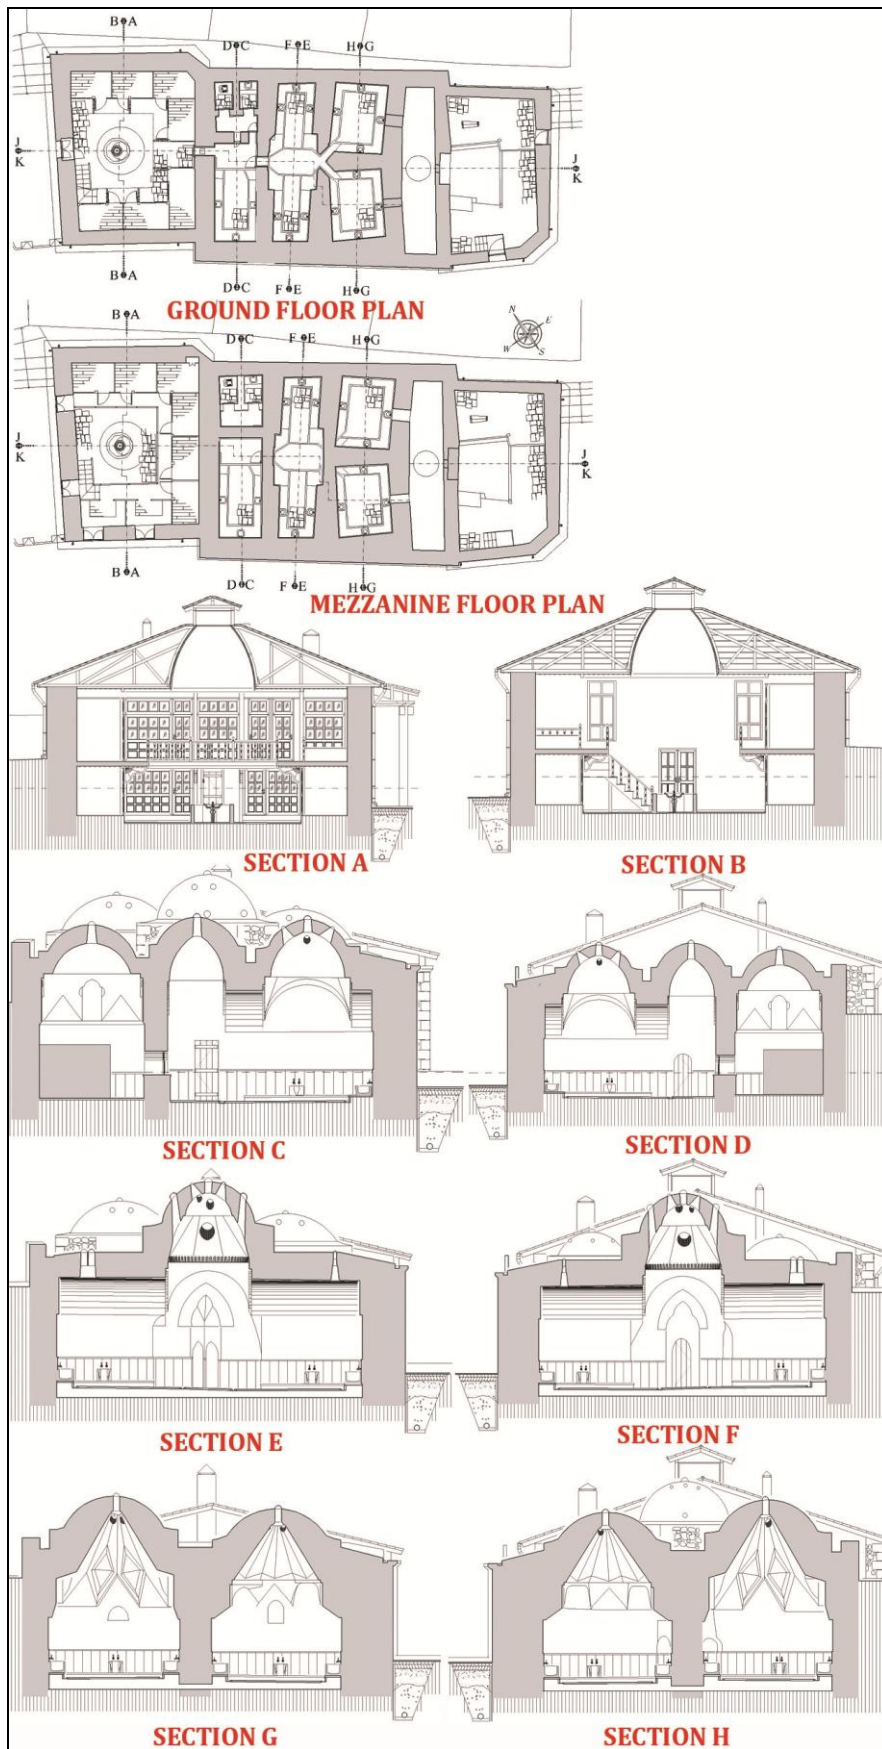 B A
D C
F E
H G
J
K
J
K
B A
D C
F E
H G
GROUND FLOOR PLAN
B A
D C
F E
H G
N
E
W
S
J
K
J
K
B A
D C
F E
H G
MEZZANINE FLOOR PLAN
SECTION A
SECTION B
SECTION C
SECTION D
SECTION E
SECTION F
SECTION G
SECTION H